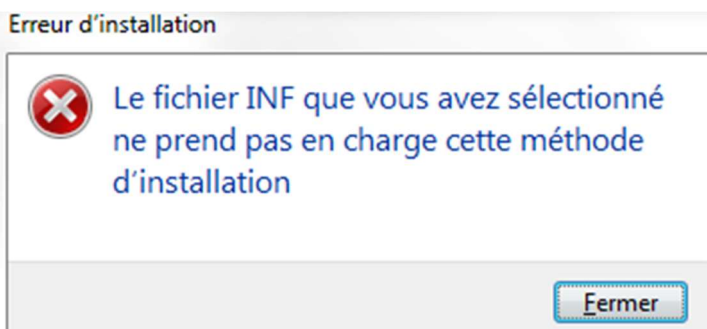 Erreur d’installation
Le fichier INF que vous avez sélectionné
ne prend pas en charge cette méthode
d’installation
Fermer